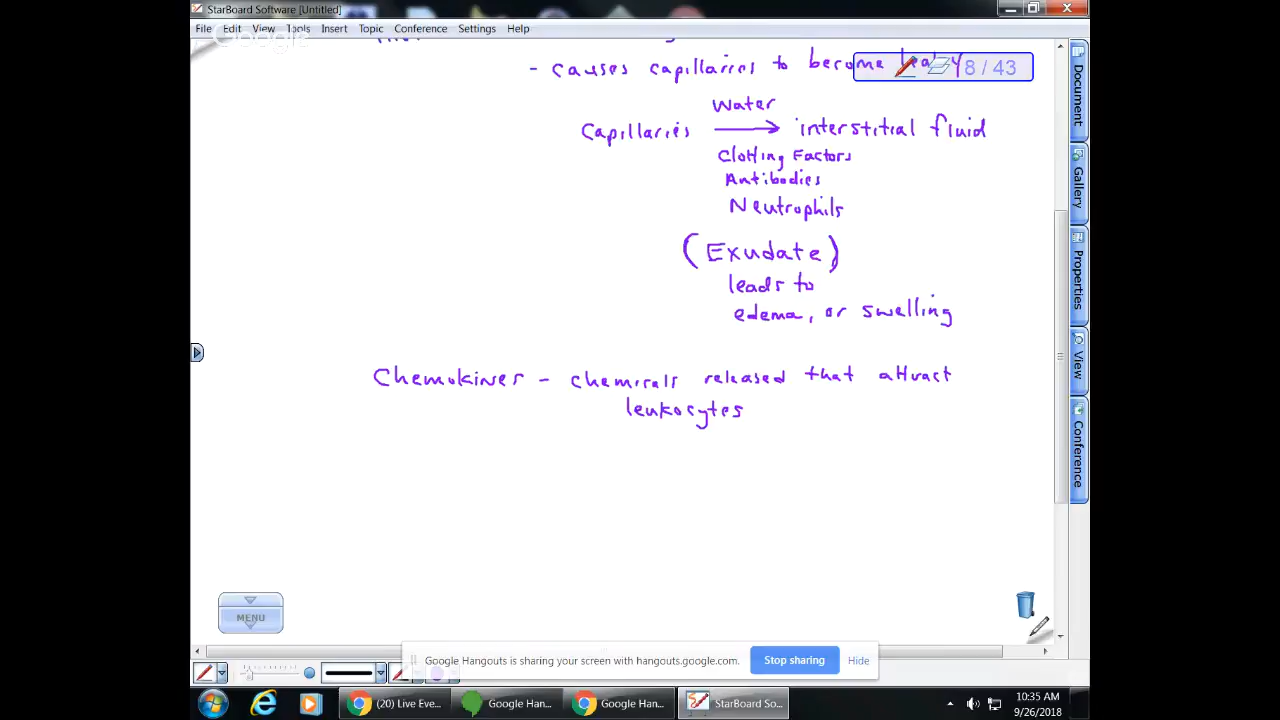 StarBoard Software [Untitled]
File Edit View Tools Insert Topic Conference Settings Help
Google
- causes capillaries to become leaky
8 / 43
Water
Capillaries → interstitial fluid
Clotting Factors
Antibodies
Neutrophils
(Exudate)
leads to
edema, or swelling
Chemokines - chemicals released that attract
leukocytes
Document
Gallery
Properties
View
Conference
MENU
Google Hangouts is sharing your screen with hangouts.google.com.
Stop sharing
Hide
(20) Live Eve...
Google Han...
Google Han...
StarBoard So...
10:35 AM
9/26/2018